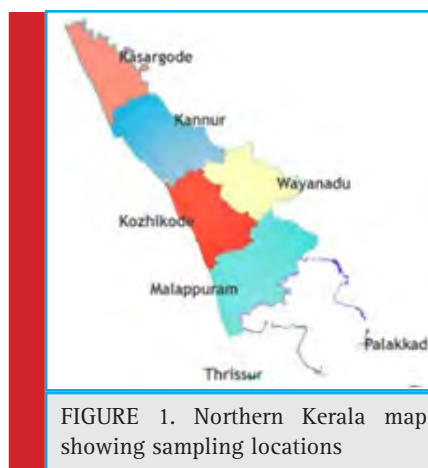 Kasargode
Kannur
Wayanadu
Kozhikode
Malappuram
Palakkad
Thrissur
FIGURE 1. Northern Kerala map
showing sampling locations